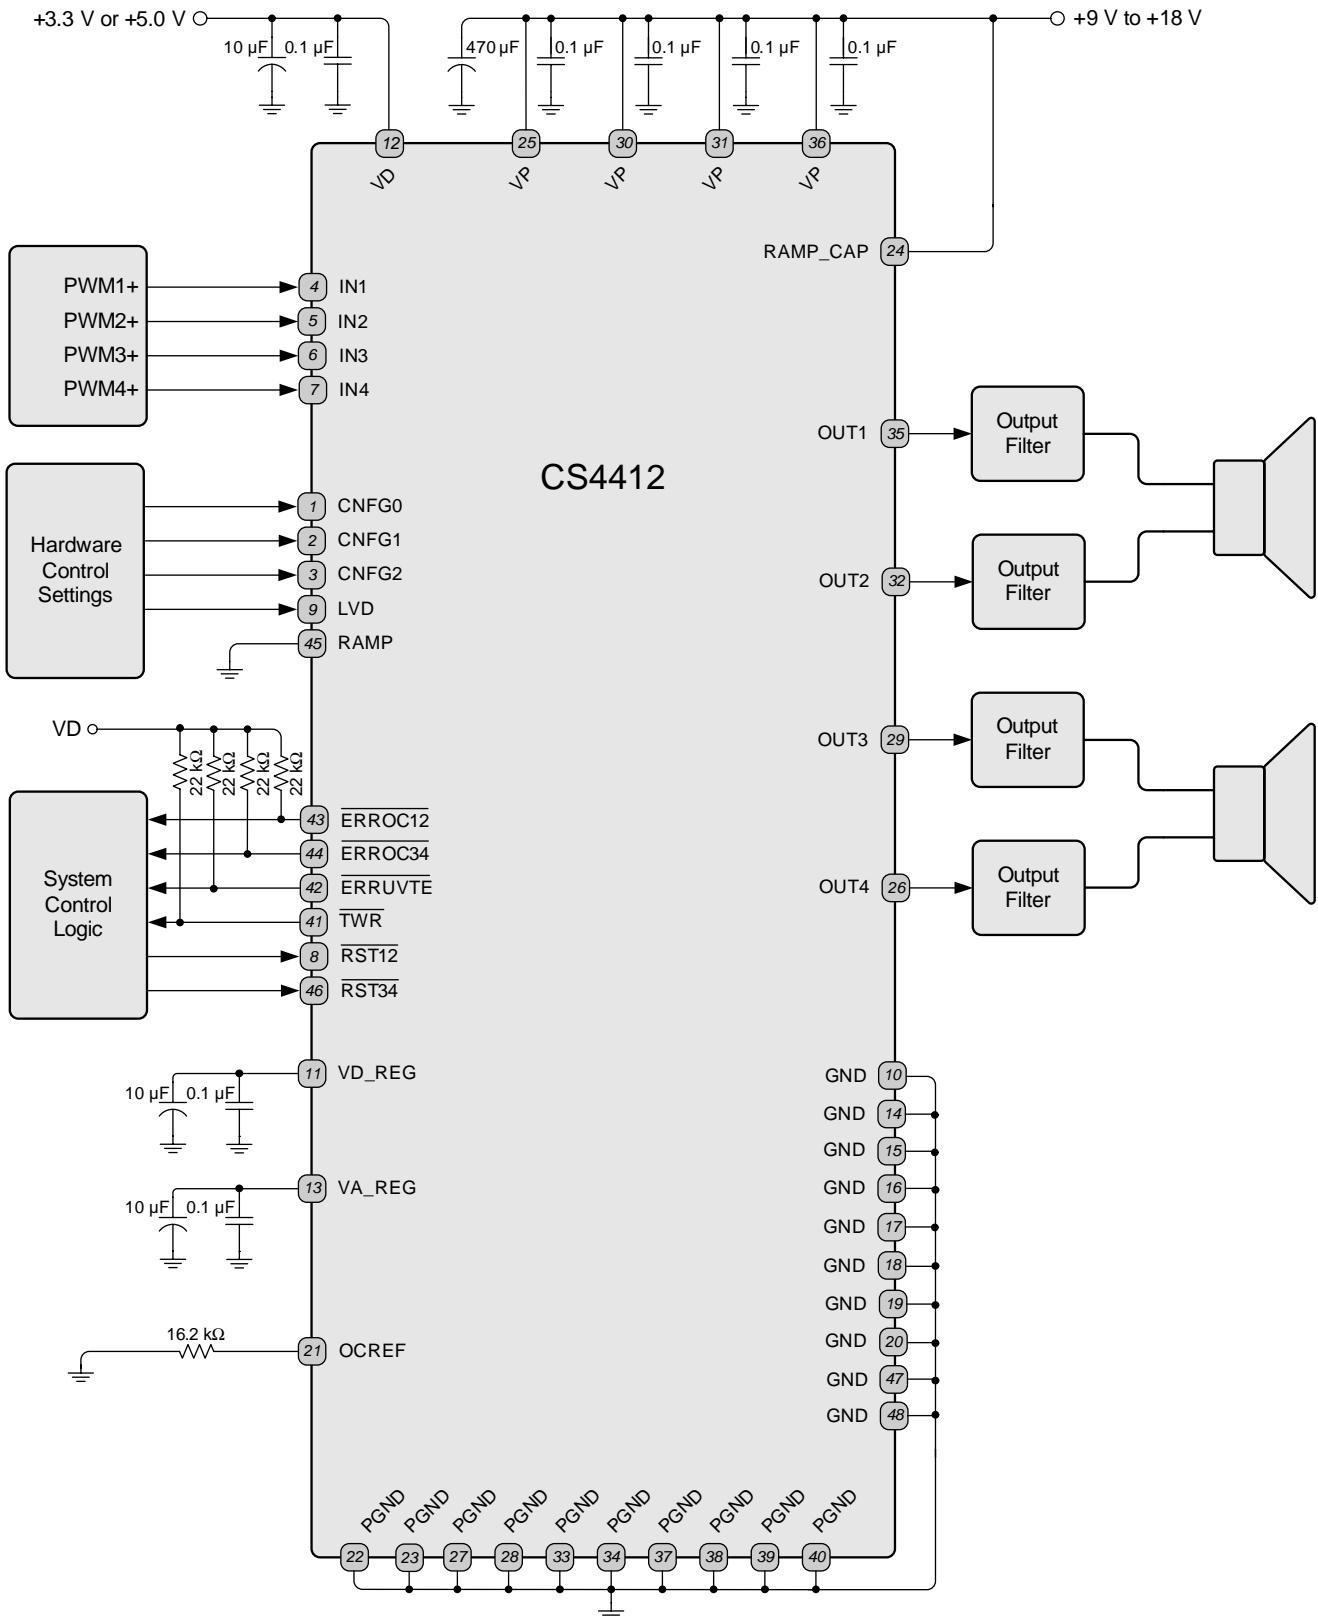 +3.3 V or +5.0 V
+9 V to +18 V
10 µF
0.1 µF
470 µF
0.1 µF
0.1 µF
0.1 µF
0.1 µF
12
25
30
31
36
VD
VP
VP
VP
VP
RAMP_CAP
24
PWM1+
4
IN1
PWM2+
5
IN2
PWM3+
6
IN3
PWM4+
7
IN4
OUT1
35
Output
Filter
CS4412
Hardware
Control
Settings
1
CNFG0
2
CNFG1
3
CNFG2
9
LVD
45
RAMP
OUT2
32
Output
Filter
VD
22 kΩ
22 kΩ
22 kΩ
22 kΩ
OUT3
29
Output
Filter
System
Control
Logic
43
ERROC12
44
ERROC34
42
ERRUVTE
41
TWR
8
RST12
46
RST34
OUT4
26
Output
Filter
11
VD_REG
10 µF
0.1 µF
13
VA_REG
10 µF
0.1 µF
16.2 kΩ
21
OCREF
GND
10
GND
14
GND
15
GND
16
GND
17
GND
18
GND
19
GND
20
GND
47
GND
48
PGND
PGND
PGND
PGND
PGND
PGND
PGND
PGND
PGND
PGND
22
23
27
28
33
34
37
38
39
40